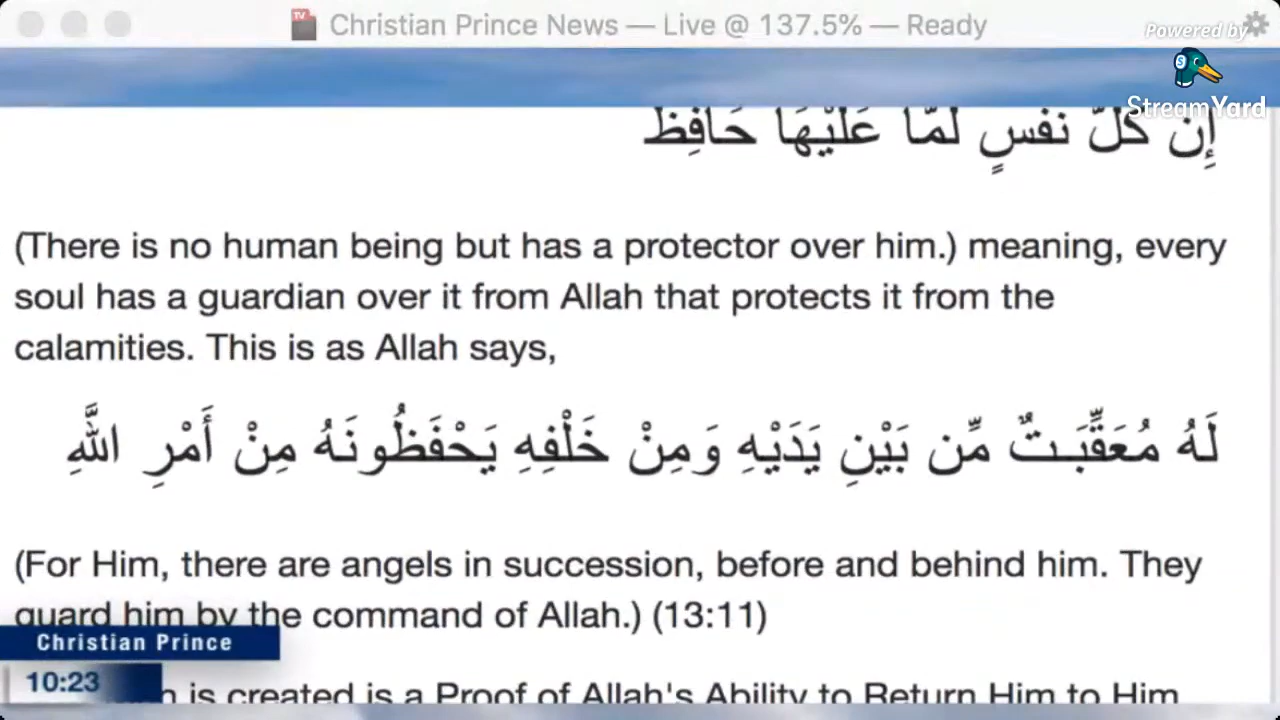 Christian Prince News — Live @ 137.5% — Ready
Powered by
StreamYard
إِن كُلُّ نَفْسٍ لَّمَّا عَلَيْهَا حَافِظٌ
(There is no human being but has a protector over him.) meaning, every
soul has a guardian over it from Allah that protects it from the
calamities. This is as Allah says,
لَهُ مُعَقِّبَـتٌ مِّن بَيْنِ يَدَيْهِ وَمِنْ خَلْفِهِ يَحْفَظُونَهُ مِنْ أَمْرِ اللَّهِ
(For Him, there are angels in succession, before and behind him. They
guard him by the command of Allah.) (13:11)
Christian Prince
10:23
is created is a Proof of Allah's Ability to Return Him to Him